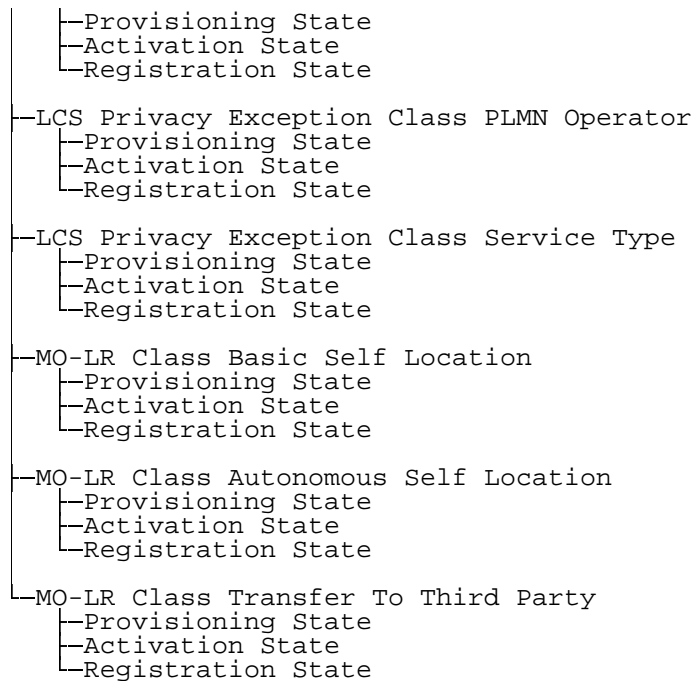 Provisioning State
Activation State
Registration State
LCS Privacy Exception Class PLMN Operator
Provisioning State
Activation State
Registration State
LCS Privacy Exception Class Service Type
Provisioning State
Activation State
Registration State
MO-LR Class Basic Self Location
Provisioning State
Activation State
Registration State
MO-LR Class Autonomous Self Location
Provisioning State
Activation State
Registration State
MO-LR Class Transfer To Third Party
Provisioning State
Activation State
Registration State